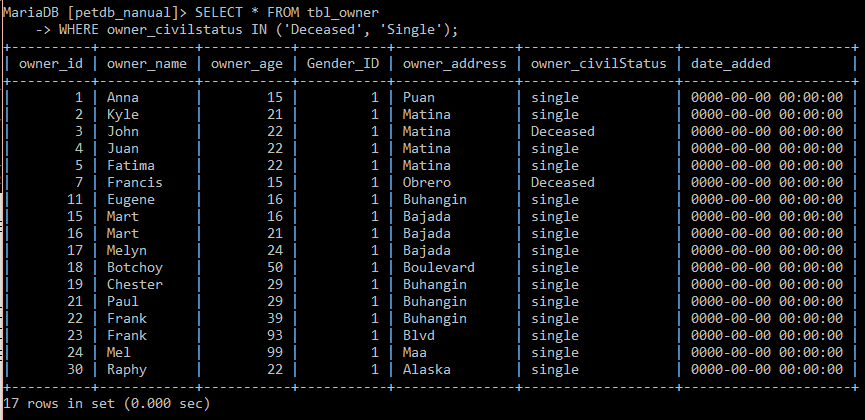 MariaDB [petdb_nanual]> SELECT * FROM tbl_owner
    -> WHERE owner_civilstatus IN ('Deceased', 'Single');
+----------+------------+-----------+-----------+---------------+-------------------+---------------------+
| owner_id | owner_name | owner_age | Gender_ID | owner_address | owner_civilStatus | date_added          |
+----------+------------+-----------+-----------+---------------+-------------------+---------------------+
|        1 | Anna       |        15 |         1 | Puan          | single            | 0000-00-00 00:00:00 |
|        2 | Kyle       |        21 |         1 | Matina        | single            | 0000-00-00 00:00:00 |
|        3 | John       |        22 |         1 | Matina        | Deceased          | 0000-00-00 00:00:00 |
|        4 | Juan       |        22 |         1 | Matina        | single            | 0000-00-00 00:00:00 |
|        5 | Fatima     |        22 |         1 | Matina        | single            | 0000-00-00 00:00:00 |
|        7 | Francis    |        15 |         1 | Obrero        | Deceased          | 0000-00-00 00:00:00 |
|       11 | Eugene     |        16 |         1 | Buhangin      | single            | 0000-00-00 00:00:00 |
|       15 | Mart       |        16 |         1 | Bajada        | single            | 0000-00-00 00:00:00 |
|       16 | Mart       |        21 |         1 | Bajada        | single            | 0000-00-00 00:00:00 |
|       17 | Melyn      |        24 |         1 | Bajada        | single            | 0000-00-00 00:00:00 |
|       18 | Botchoy    |        50 |         1 | Boulevard     | single            | 0000-00-00 00:00:00 |
|       19 | Chester    |        29 |         1 | Buhangin      | single            | 0000-00-00 00:00:00 |
|       21 | Paul       |        29 |         1 | Buhangin      | single            | 0000-00-00 00:00:00 |
|       22 | Frank      |        39 |         1 | Buhangin      | single            | 0000-00-00 00:00:00 |
|       23 | Frank      |        93 |         1 | Blvd          | single            | 0000-00-00 00:00:00 |
|       24 | Mel        |        99 |         1 | Maa           | single            | 0000-00-00 00:00:00 |
|       30 | Raphy      |        22 |         1 | Alaska        | single            | 0000-00-00 00:00:00 |
+----------+------------+-----------+-----------+---------------+-------------------+---------------------+
17 rows in set (0.000 sec)